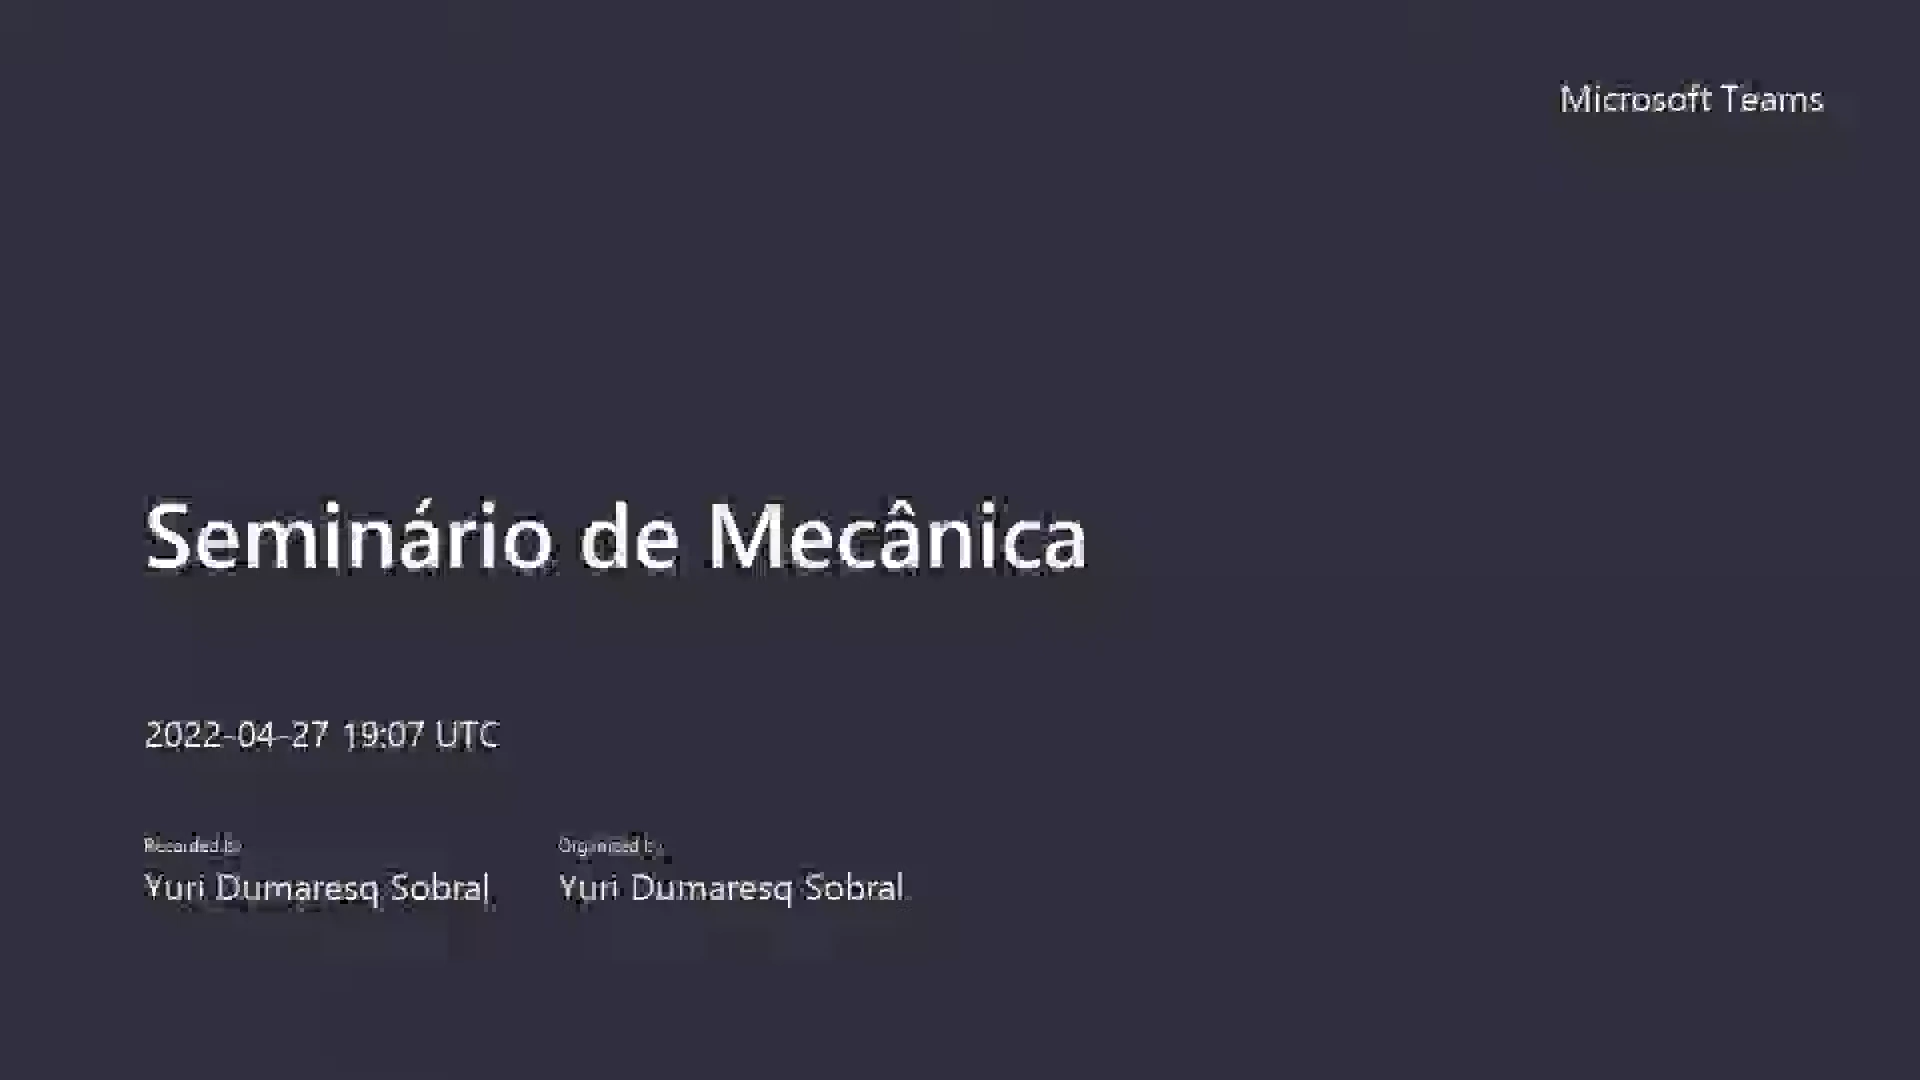 Microsoft Teams
Seminário de Mecânica
2022-04-27 19:07 UTC
Recorded by
Organized by
Yuri Dumaresq Sobral
Yuri Dumaresq Sobral